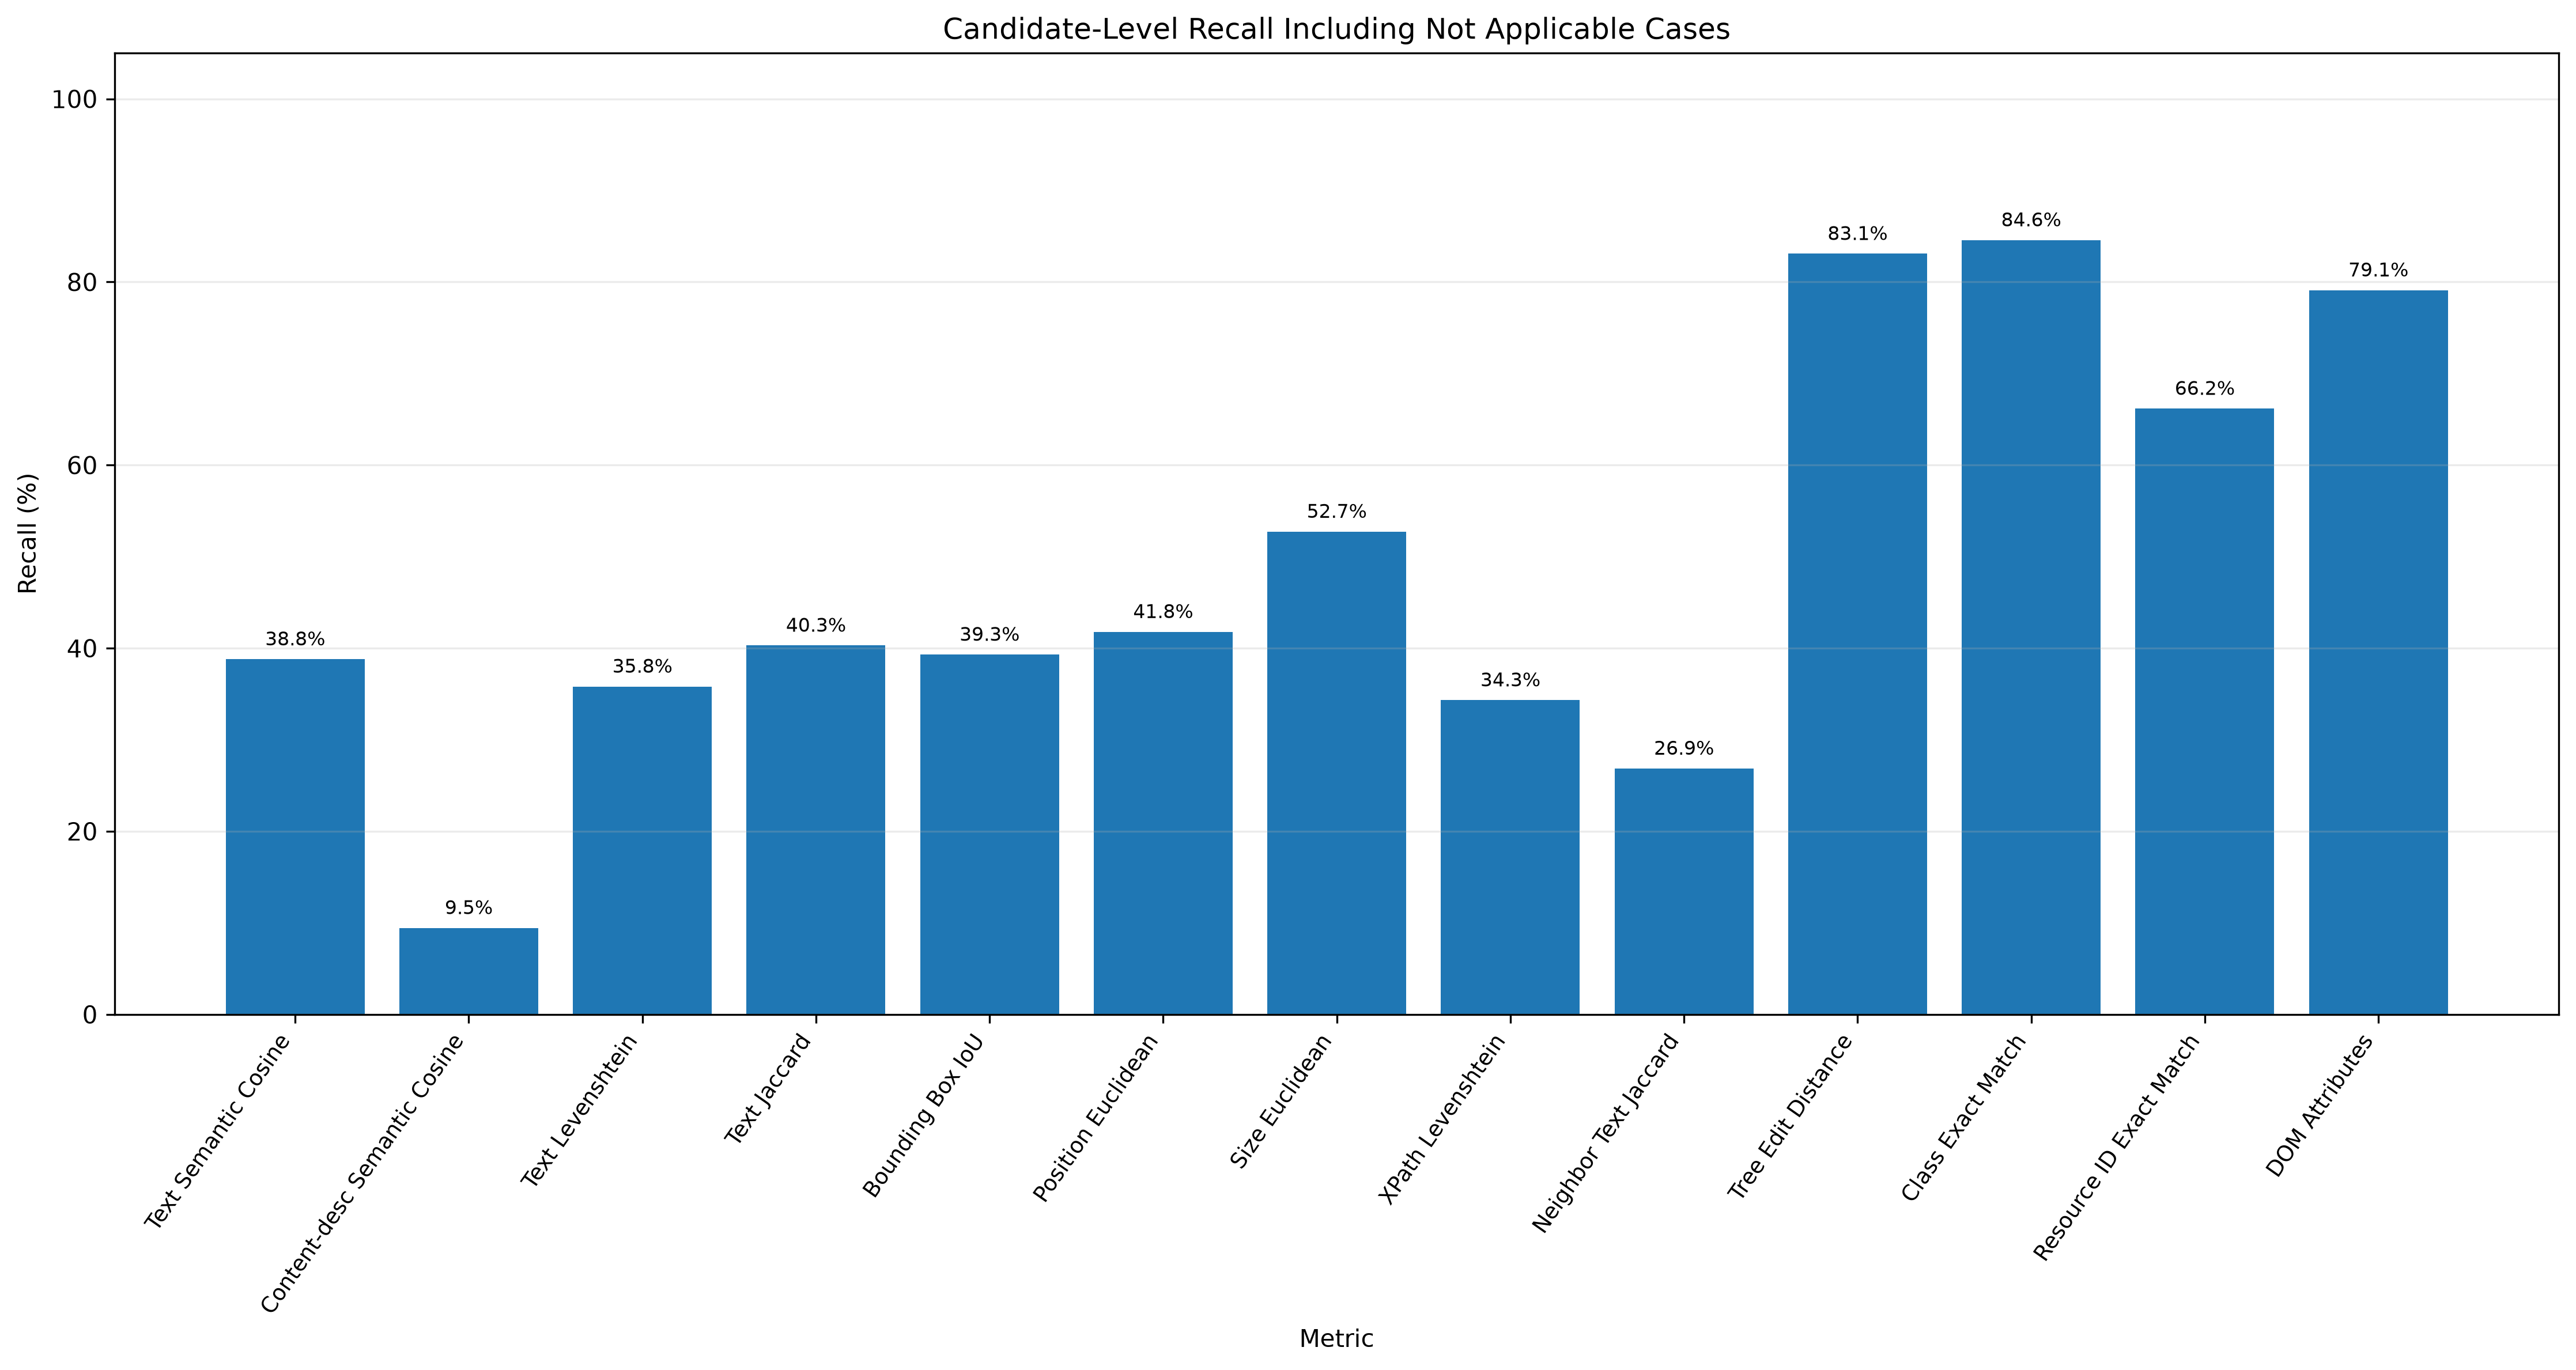 Candidate-Level Recall Including Not Applicable Cases
Recall (%)
100
80
60
40
20
0
38.8%
9.5%
35.8%
40.3%
39.3%
41.8%
52.7%
34.3%
26.9%
83.1%
84.6%
66.2%
79.1%
Text Semantic Cosine
Content-desc Semantic Cosine
Text Levenshtein
Text Jaccard
Bounding Box IoU
Position Euclidean
Size Euclidean
XPath Levenshtein
Neighbor Text Jaccard
Tree Edit Distance
Class Exact Match
Resource ID Exact Match
DOM Attributes
Metric